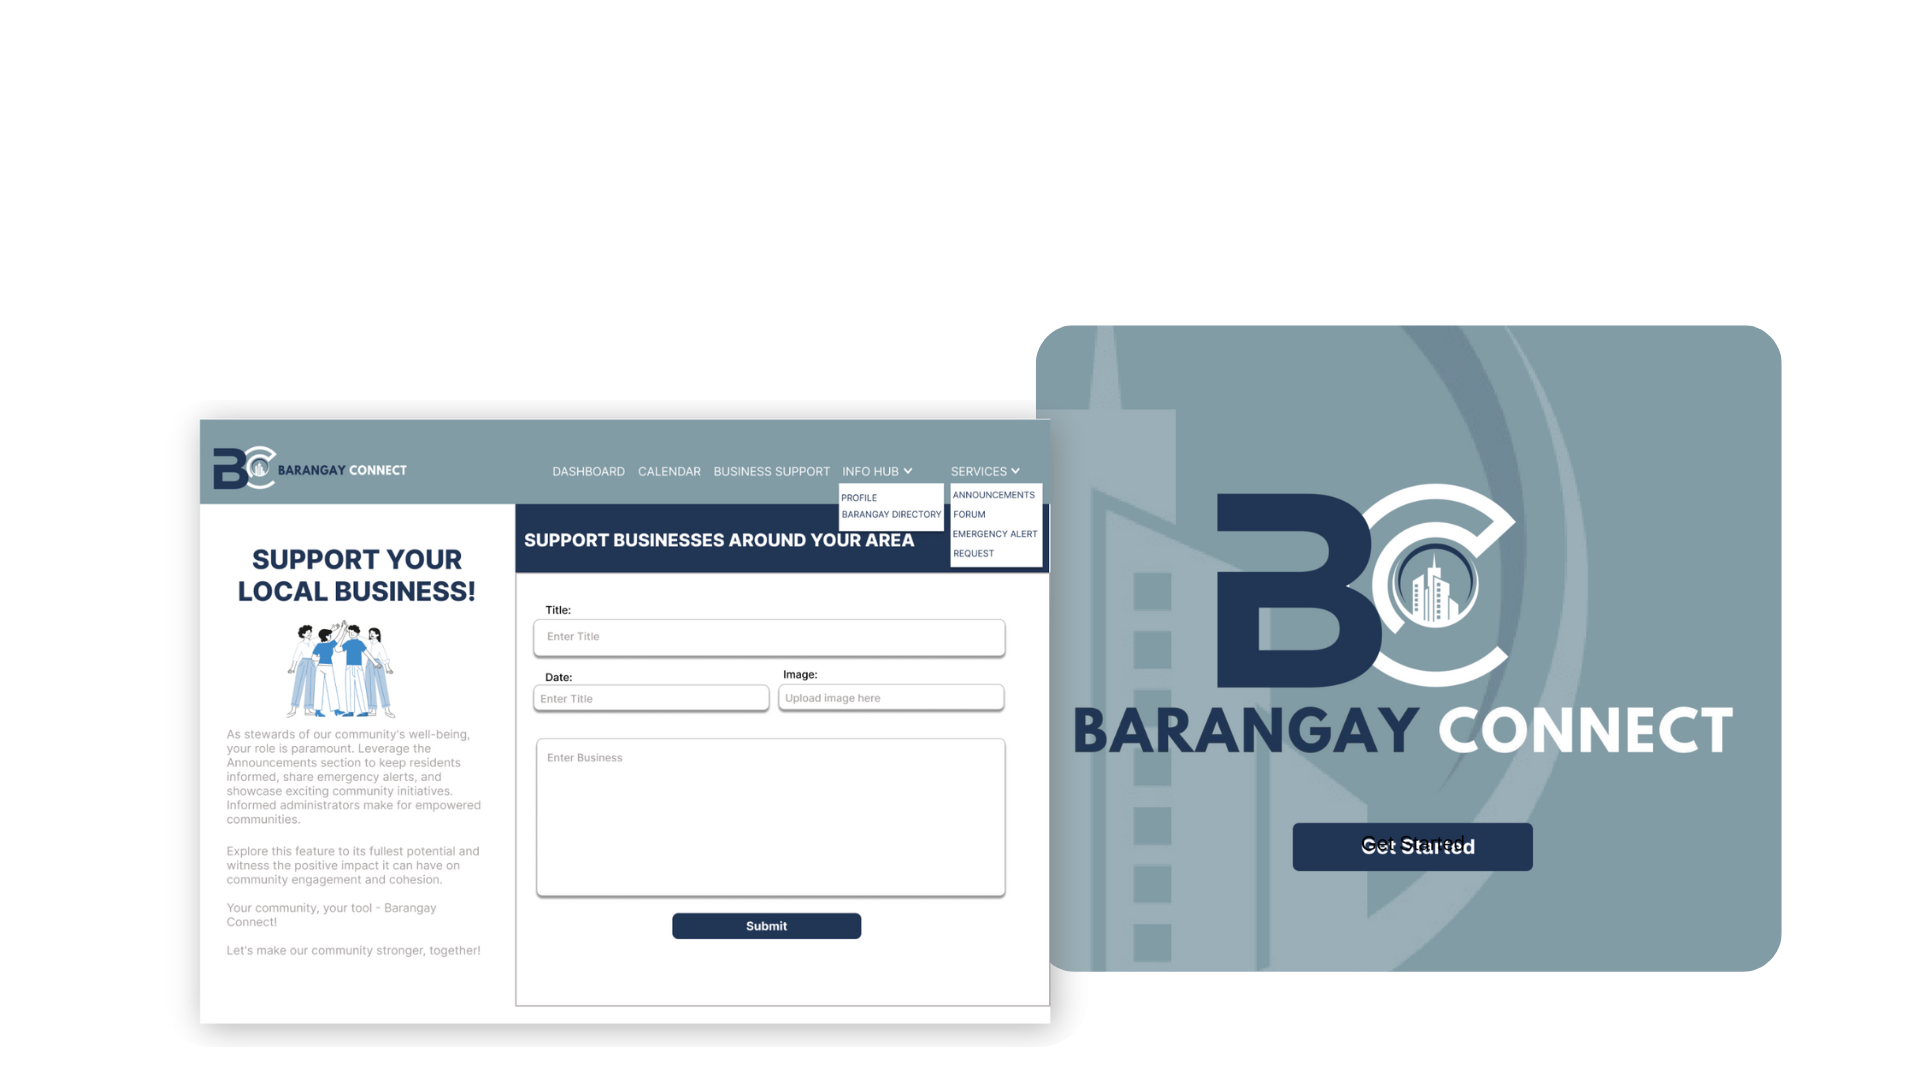 BC BARANGAY CONNECT
DASHBOARD CALENDAR BUSINESS SUPPORT INFO HUB SERVICES
PROFILE
BARANGAY DIRECTORY
ANNOUNCEMENTS
FORUM
EMERGENCY ALERT
REQUEST
SUPPORT YOUR
LOCAL BUSINESS!
As stewards of our community's well-being,
your role is paramount. Leverage the
Announcements section to keep residents
informed, share emergency alerts, and
showcase exciting community initiatives.
Informed administrators make for empowered
communities.
Explore this feature to its fullest potential and
witness the positive impact it can have on
community engagement and cohesion.
Your community, your tool - Barangay
Connect!
Let's make our community stronger, together!
SUPPORT BUSINESSES AROUND YOUR AREA
Title:
Enter Title
Date:
Enter Title
Image:
Upload image here
Enter Business
Submit
BC
BARANGAY CONNECT
Get Started
Get Started